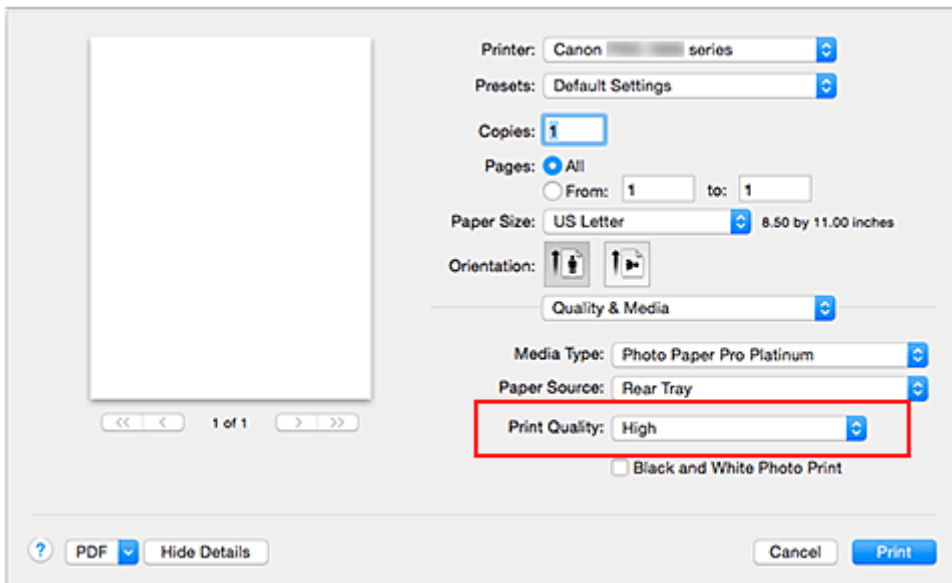 Printer: Canon series
Presets: Default Settings
Copies: 1
Pages: All
From: 1 to: 1
Paper Size: US Letter 8.50 by 11.00 inches
Orientation:
Quality & Media
Media Type: Photo Paper Pro Platinum
Paper Source: Rear Tray
<< < 1 of 1 > >>
Print Quality: High
Black and White Photo Print
? PDF Hide Details Cancel Print